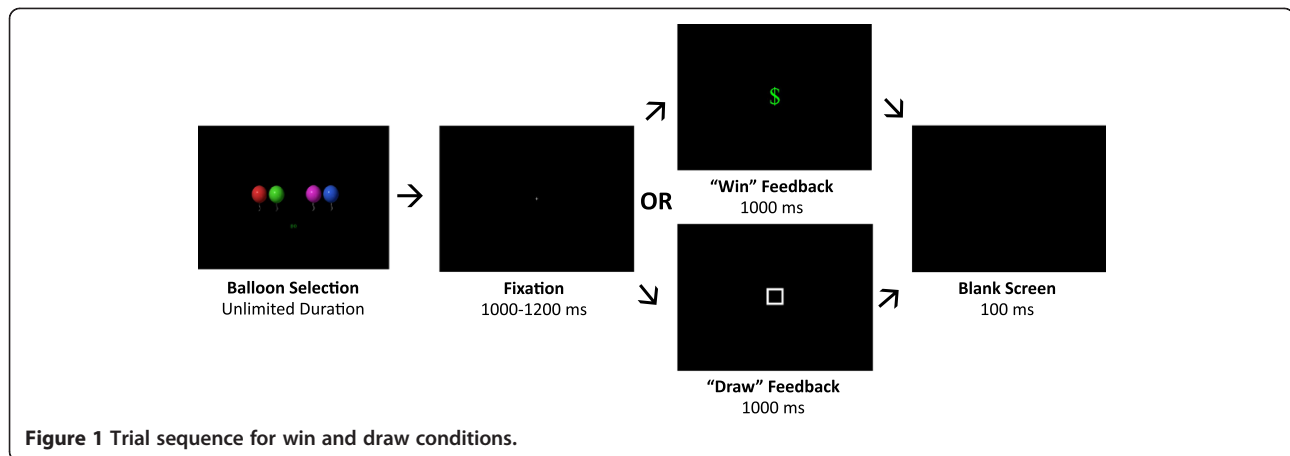 $
Balloon Selection
Unlimited Duration
Fixation
1000-1200 ms
OR
“Win” Feedback
1000 ms
“Draw” Feedback
1000 ms
Blank Screen
100 ms
Figure 1 Trial sequence for win and draw conditions.